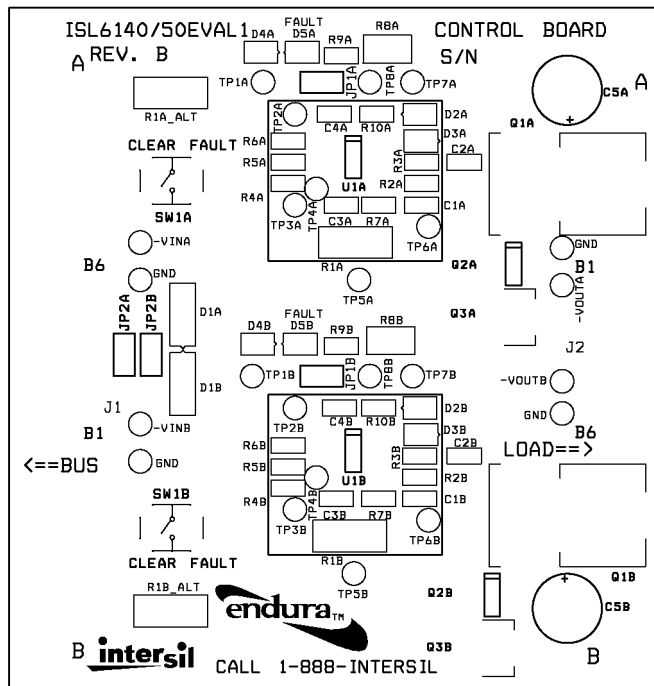 ISL6140/50EVAL1 CONTROL BOARD
REV. B S/N
A
A
FAULT
D4A D5A R9A R8A
TP1A JP1A TP8A TP7A
C5A
+
R1A_ALT
TP2A C4A R10A D2A
Q1A
D3A
CLEAR FAULT
R6A
R5A
R4A
U1A
R3A C2A
R2A
SW1A
TP3A TP4A C3A R7A C1A
TP6A
-VINA
R1A
GND
B6
B1
GND
Q2A
-VOUTA
TP5A
JP2A JP2B
D1A
Q3A
FAULT
D4B D5B R9B R8B
J2
TP1B JP1B TP8B TP7B
D1B
-VOUTB
J1
TP2B C4B R10B D2B
GND
B1
-VINB
D3B
B6
R6B
R5B
R4B
U1B
R3B C2B
R2B
LOAD==>
<==BUS
GND
SW1B
TP3B TP4B C3B R7B C1B
TP6B
CLEAR FAULT
R1B
R1B_ALT
TP5B
Q2B
+
Q1B
C5B
endura™
Q3B
B
B
intersil
CALL 1-888-INTERSIL